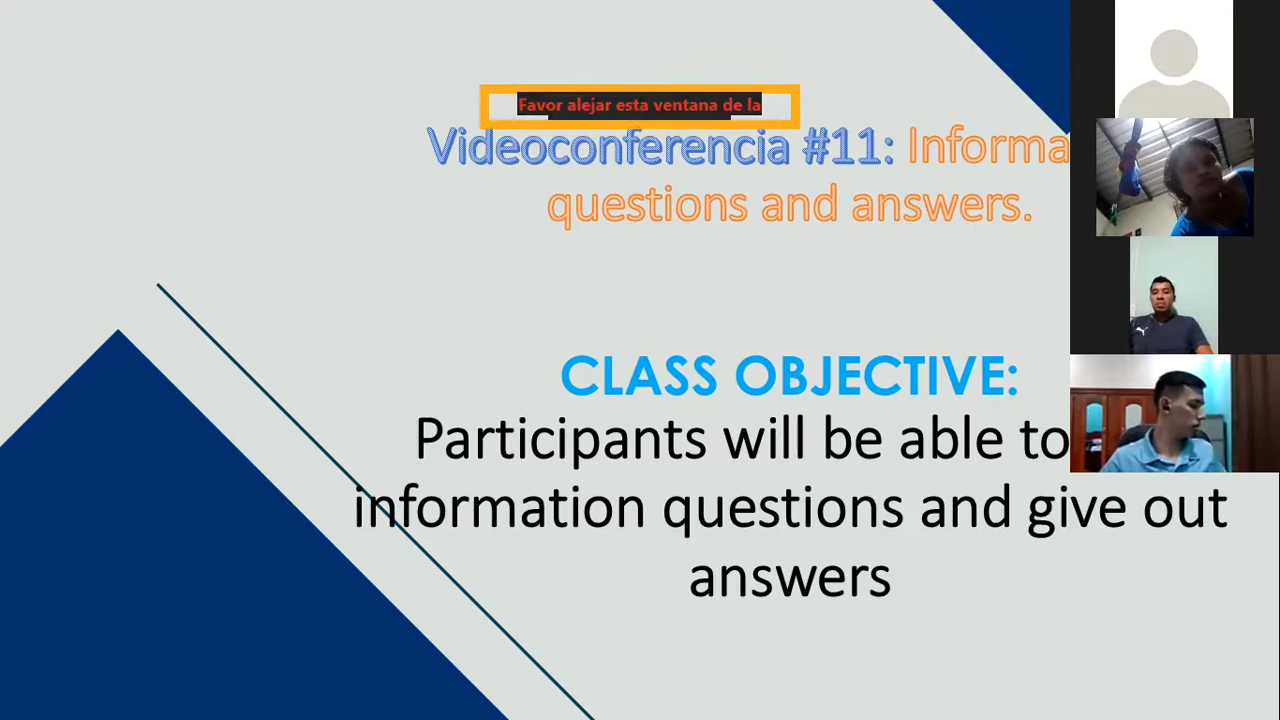 Favor alejar esta ventana de la
Videoconferencia #11: Informa
questions and answers.
CLASS OBJECTIVE:
Participants will be able to
information questions and give out
answers